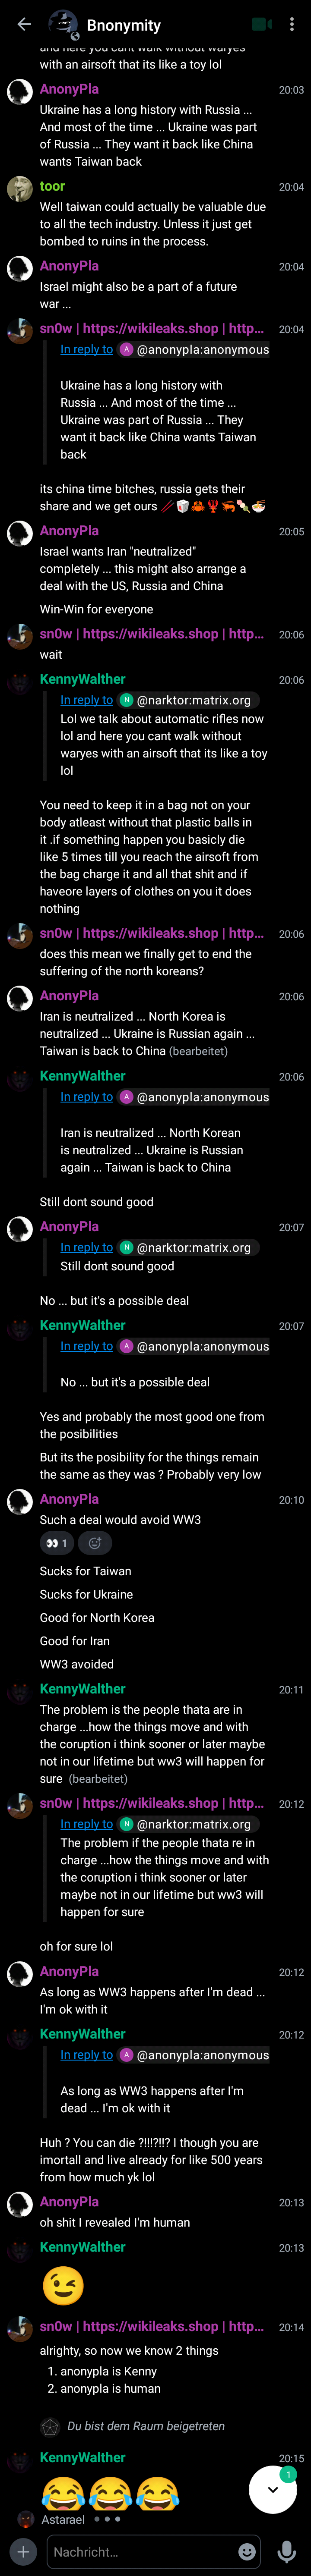 Bnonymity
and here you cant walk without waryes
with an airsoft that its like a toy lol
AnonyPla 20:03
Ukraine has a long history with Russia ...
And most of the time ... Ukraine was part
of Russia ... They want it back like China
wants Taiwan back
toor 20:04
Well taiwan could actually be valuable due
to all the tech industry. Unless it just get
bombed to ruins in the process.
AnonyPla 20:04
Israel might also be a part of a future
war ...
sn0w | https://wikileaks.shop | http... 20:04
In reply to A @anonypla:anonymous
Ukraine has a long history with
Russia ... And most of the time ...
Ukraine was part of Russia ... They
want it back like China wants Taiwan
back
its china time bitches, russia gets their
share and we get ours 🥢🥡🦀🦞🦐🍡🍜
AnonyPla 20:05
Israel wants Iran "neutralized"
completely ... this might also arrange a
deal with the US, Russia and China
Win-Win for everyone
sn0w | https://wikileaks.shop | http... 20:06
wait
KennyWalther 20:06
In reply to N @narktor:matrix.org
Lol we talk about automatic rifles now
lol and here you cant walk without
waryes with an airsoft that its like a toy
lol
You need to keep it in a bag not on your
body atleast without that plastic balls in
it .if something happen you basicly die
like 5 times till you reach the airsoft from
the bag charge it and all that shit and if
haveore layers of clothes on you it does
nothing
sn0w | https://wikileaks.shop | http... 20:06
does this mean we finally get to end the
suffering of the north koreans?
AnonyPla 20:06
Iran is neutralized ... North Korea is
neutralized ... Ukraine is Russian again ...
Taiwan is back to China (bearbeitet)
KennyWalther 20:06
In reply to A @anonypla:anonymous
Iran is neutralized ... North Korean
is neutralized ... Ukraine is Russian
again ... Taiwan is back to China
Still dont sound good
AnonyPla 20:07
In reply to N @narktor:matrix.org
Still dont sound good
No ... but it's a possible deal
KennyWalther 20:07
In reply to A @anonypla:anonymous
No ... but it's a possible deal
Yes and probably the most good one from
the posibilities
But its the posibility for the things remain
the same as they was ? Probably very low
AnonyPla 20:10
Such a deal would avoid WW3
👀 1
Sucks for Taiwan
Sucks for Ukraine
Good for North Korea
Good for Iran
WW3 avoided
KennyWalther 20:11
The problem is the people thata are in
charge ...how the things move and with
the coruption i think sooner or later maybe
not in our lifetime but ww3 will happen for
sure (bearbeitet)
sn0w | https://wikileaks.shop | http... 20:12
In reply to N @narktor:matrix.org
The problem if the people thata re in
charge ...how the things move and with
the coruption i think sooner or later
maybe not in our lifetime but ww3 will
happen for sure
oh for sure lol
AnonyPla 20:12
As long as WW3 happens after I'm dead ...
I'm ok with it
KennyWalther 20:12
In reply to A @anonypla:anonymous
As long as WW3 happens after I'm
dead ... I'm ok with it
Huh ? You can die ?!!!?!!? I though you are
imortall and live already for like 500 years
from how much yk lol
AnonyPla 20:13
oh shit I revealed I'm human
KennyWalther 20:13
😉
sn0w | https://wikileaks.shop | http... 20:14
alrighty, so now we know 2 things
1. anonypla is Kenny
2. anonypla is human
Du bist dem Raum beigetreten
KennyWalther 20:15
😂😂😂
1
Astarael
Nachricht...